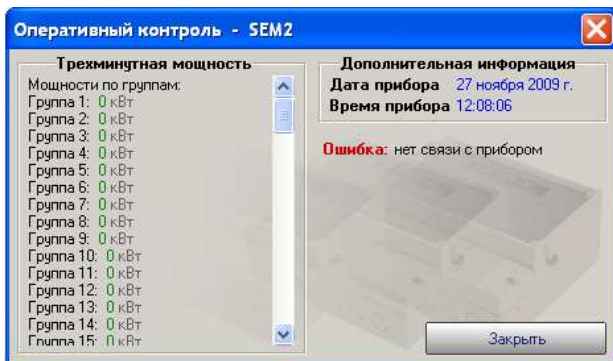 Оперативный контроль - SEM2
Трехминутная мощность
Мощности по группам:
Группа 1: 0 кВт
Группа 2: 0 кВт
Группа 3: 0 кВт
Группа 4: 0 кВт
Группа 5: 0 кВт
Группа 6: 0 кВт
Группа 7: 0 кВт
Группа 8: 0 кВт
Группа 9: 0 кВт
Группа 10: 0 кВт
Группа 11: 0 кВт
Группа 12: 0 кВт
Группа 13: 0 кВт
Группа 14: 0 кВт
Группа 15: 0 кВт
Дополнительная информация
Дата прибора 27 ноября 2009 г.
Время прибора 12:08:06
Ошибка: нет связи с прибором
Закрыть